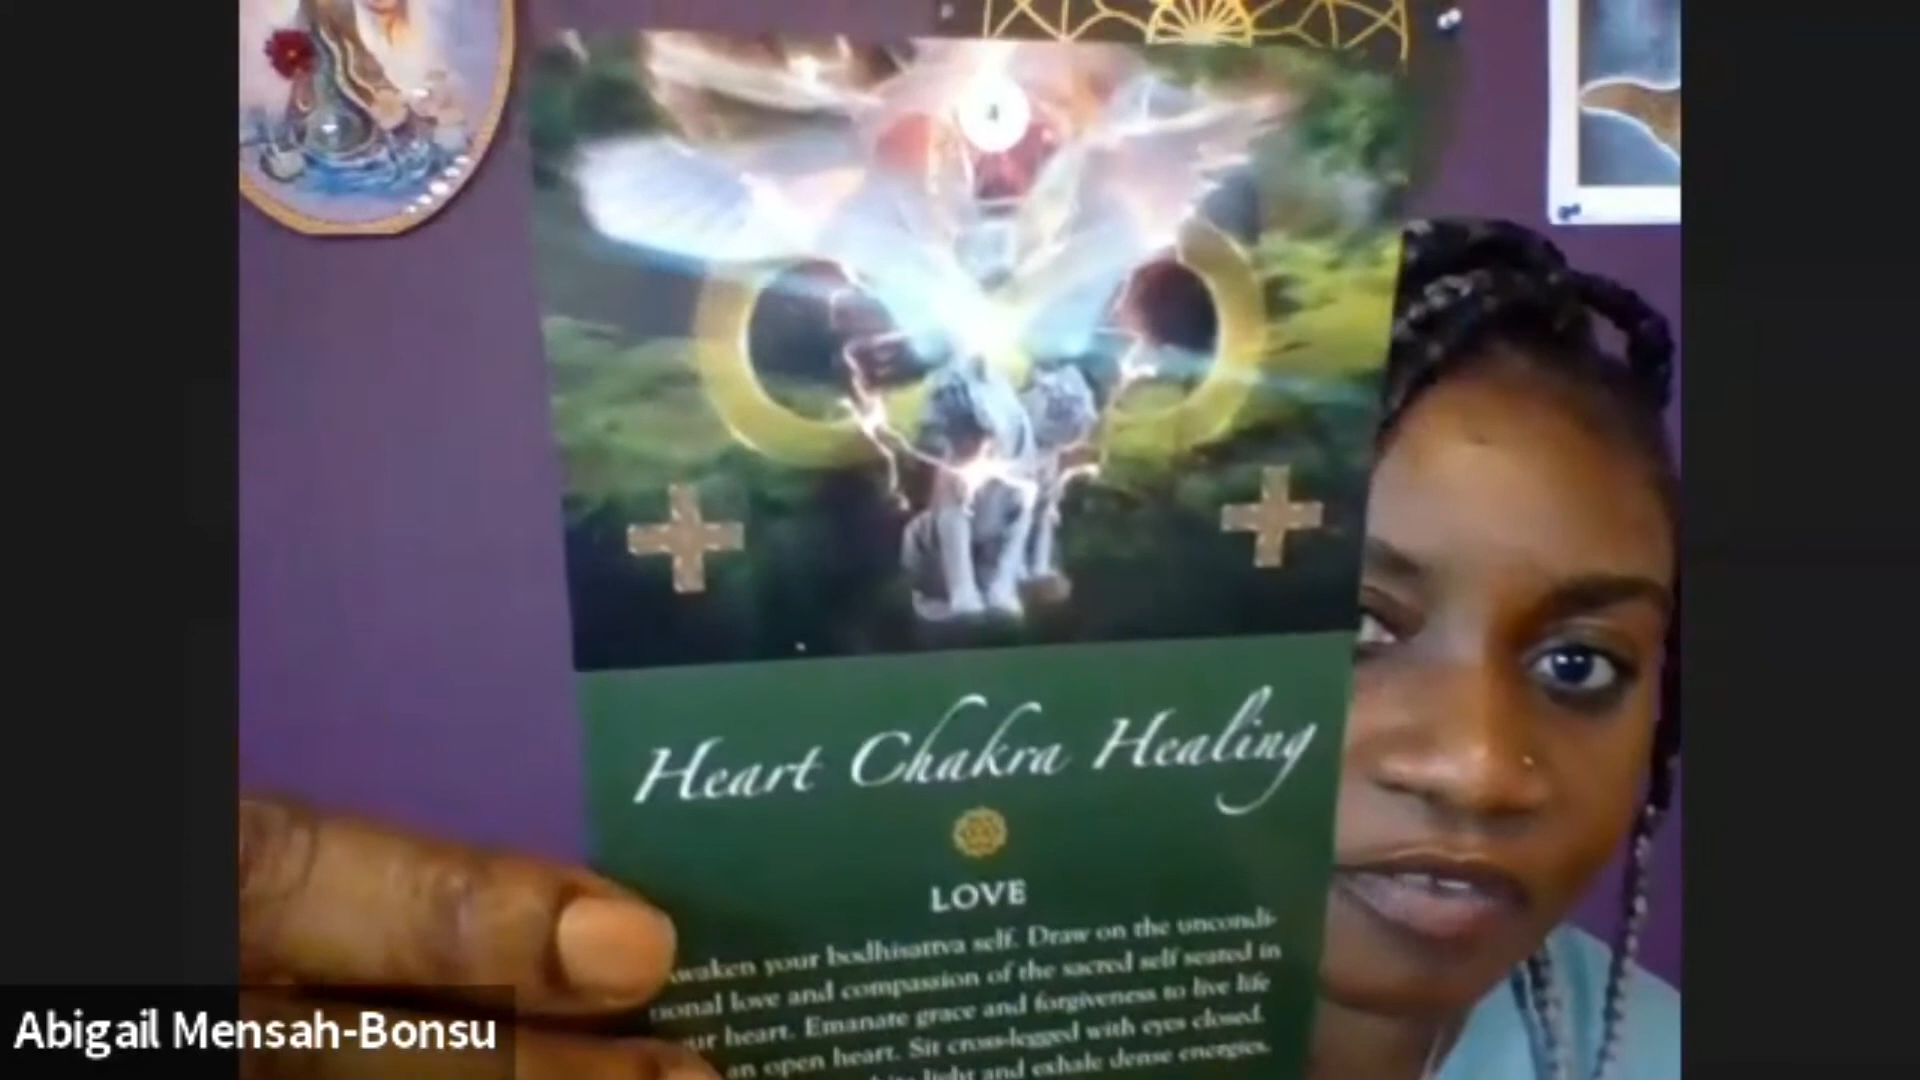 Heart Chakra Healing
LOVE
waken your bodhisattva self. Draw on the uncondi-
tional love and compassion of the sacred self seated in
ur heart. Emanate grace and forgiveness to live life
an open heart. Sit cross-legged with eyes closed.
light and exhale dense energies.
Abigail Mensah-Bonsu